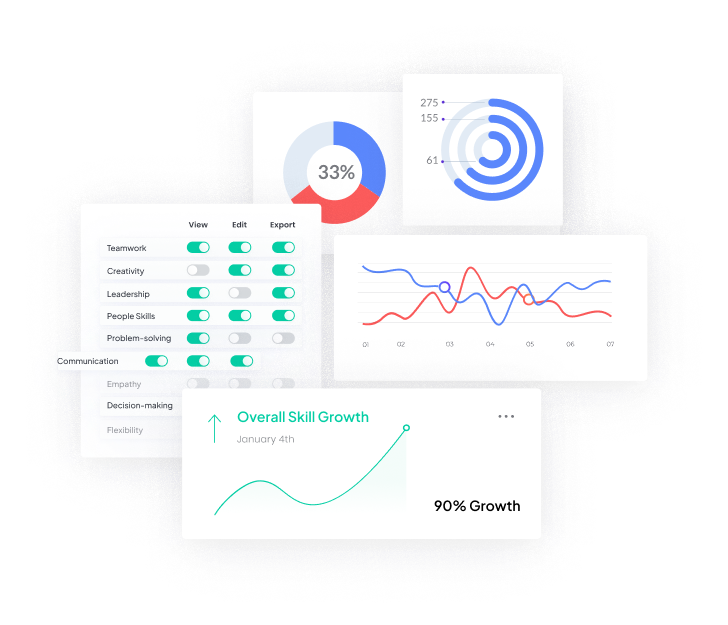 275
155
61
33%
View Edit Export
Teamwork
Creativity
Leadership
People Skills
Problem-solving
Communication
Empathy
Decision-making
Flexibility
01 02 03 04 05 06 07
Overall Skill Growth
January 4th
90% Growth